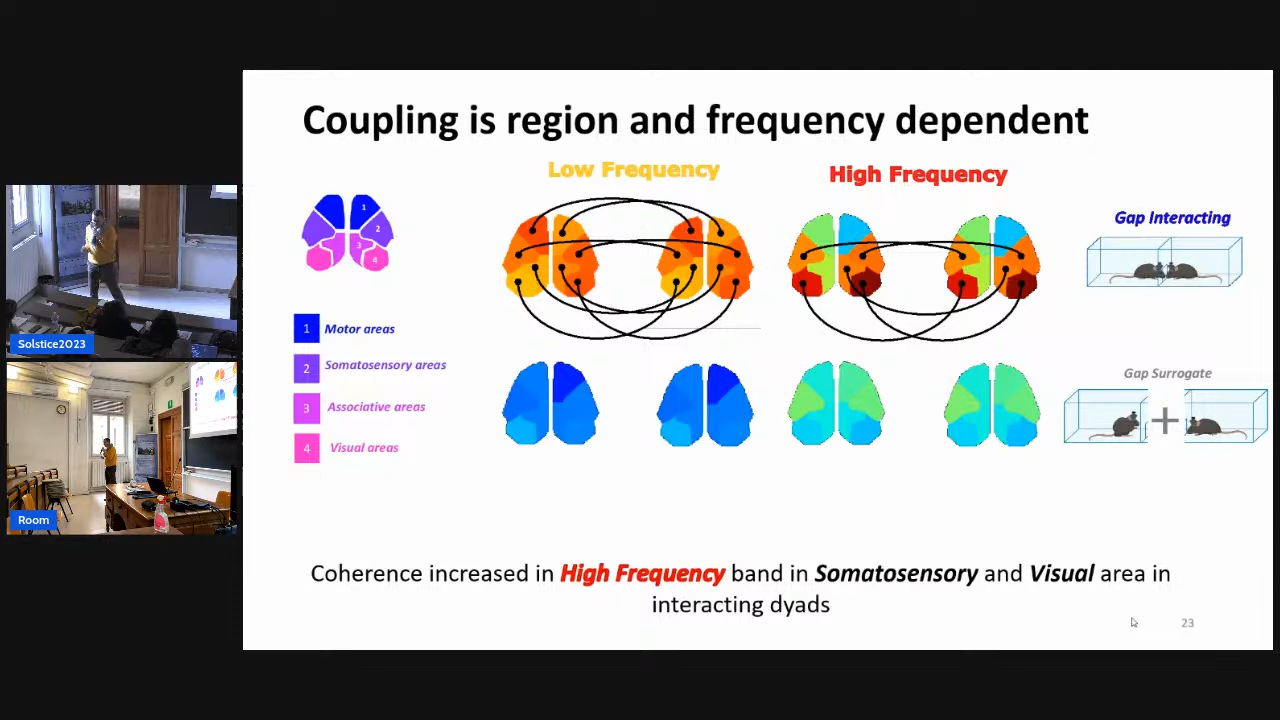 Coupling is region and frequency dependent
Low Frequency
High Frequency
Gap Interacting
1
2
3
4
1 Motor areas
2 Somatosensory areas
3 Associative areas
4 Visual areas
Gap Surrogate
+
Coherence increased in High Frequency band in Somatosensory and Visual area in
interacting dyads
23
Solstice2023
Room